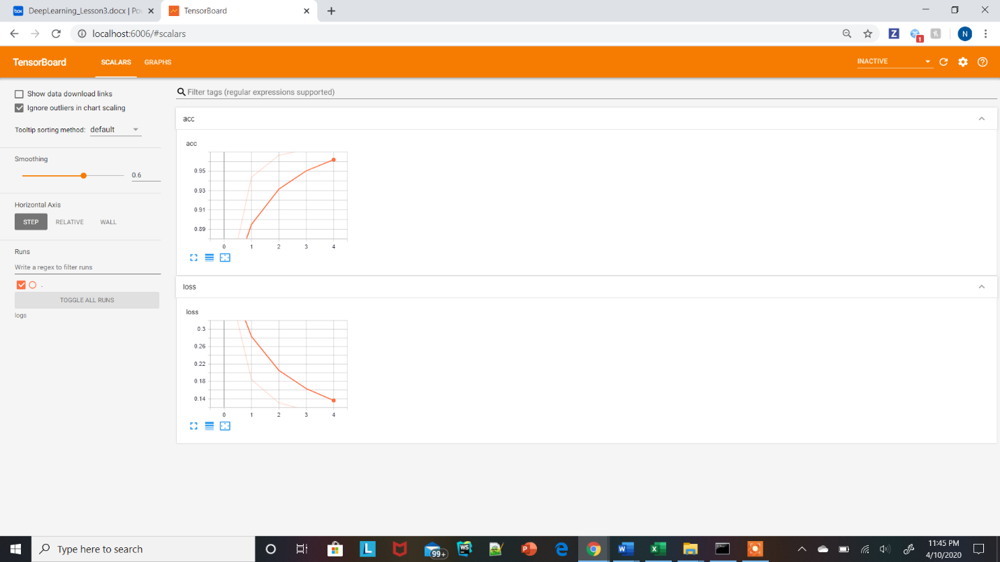 box DeepLearning_Lesson3.docx | Po
TensorBoard
localhost:6006/#scalars
Z
1
N
TensorBoard
SCALARS
GRAPHS
INACTIVE
Show data download links
Ignore outliers in chart scaling
Tooltip sorting method: default
Smoothing
0.6
Horizontal Axis
STEP RELATIVE WALL
Runs
Write a regex to filter runs
.
TOGGLE ALL RUNS
logs
Filter tags (regular expressions supported)
acc
acc
0.95
0.93
0.91
0.89
0 1 2 3 4
loss
loss
0.3
0.26
0.22
0.18
0.14
0 1 2 3 4
Type here to search
L
99+
WS
P
W
X
11:45 PM
4/10/2020